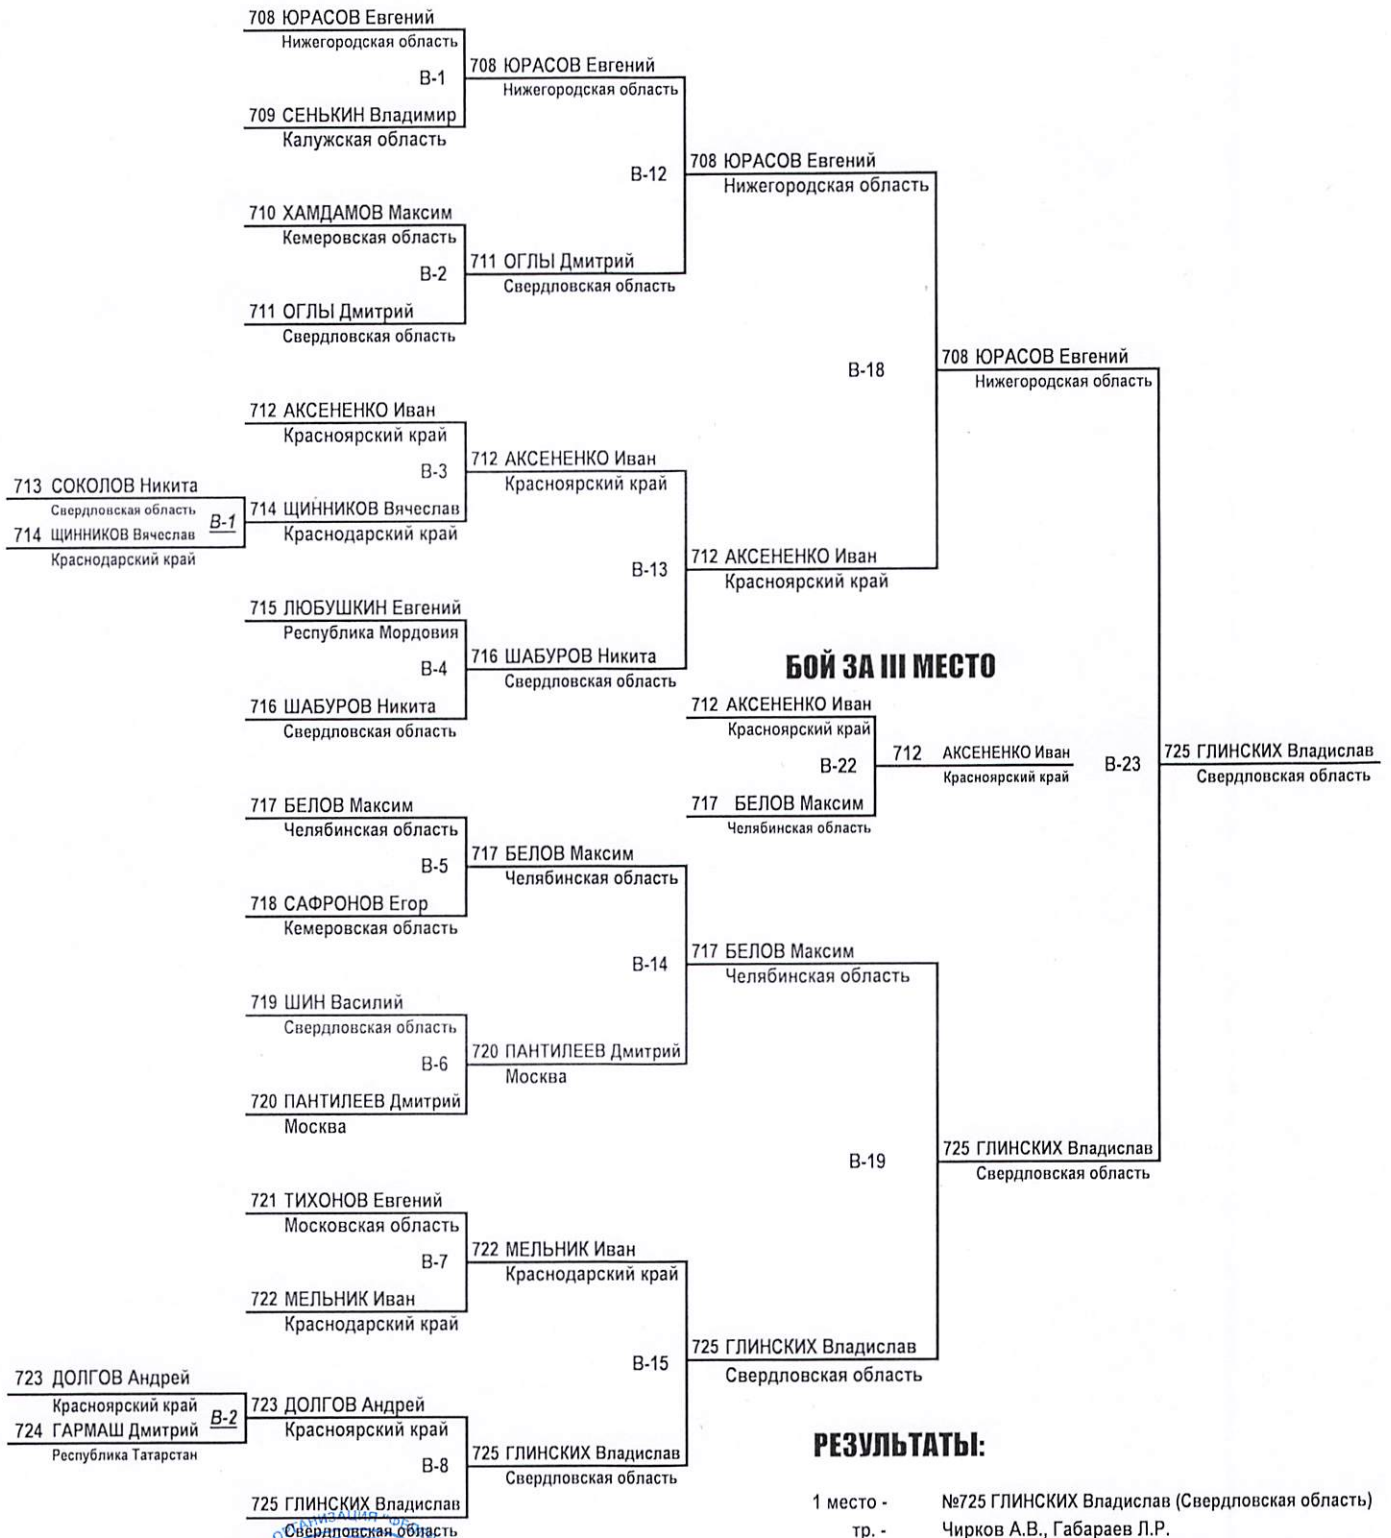 708 ЮРАСОВ Евгений
Нижегородская область
В-1
708 ЮРАСОВ Евгений
Нижегородская область
709 СЕНЬКИН Владимир
Калужская область
В-12
708 ЮРАСОВ Евгений
Нижегородская область
710 ХАМДАМОВ Максим
Кемеровская область
В-2
711 ОГЛЫ Дмитрий
Свердловская область
711 ОГЛЫ Дмитрий
Свердловская область
В-18
708 ЮРАСОВ Евгений
Нижегородская область
712 АКСЕНЕНКО Иван
Красноярский край
В-3
712 АКСЕНЕНКО Иван
Красноярский край
713 СОКОЛОВ Никита
Свердловская область
В-1
714 ЩИННИКОВ Вячеслав
Краснодарский край
714 ЩИННИКОВ Вячеслав
Краснодарский край
В-13
712 АКСЕНЕНКО Иван
Красноярский край
715 ЛЮБУШКИН Евгений
Республика Мордовия
В-4
716 ШАБУРОВ Никита
Свердловская область
716 ШАБУРОВ Никита
Свердловская область
БОЙ ЗА III МЕСТО
712 АКСЕНЕНКО Иван
Красноярский край
В-22
712 АКСЕНЕНКО Иван
Красноярский край
717 БЕЛОВ Максим
Челябинская область
В-23
725 ГЛИНСКИХ Владислав
Свердловская область
717 БЕЛОВ Максим
Челябинская область
В-5
717 БЕЛОВ Максим
Челябинская область
718 САФРОНОВ Егор
Кемеровская область
В-14
717 БЕЛОВ Максим
Челябинская область
719 ШИН Василий
Свердловская область
В-6
720 ПАНТИЛЕЕВ Дмитрий
Москва
720 ПАНТИЛЕЕВ Дмитрий
Москва
В-19
725 ГЛИНСКИХ Владислав
Свердловская область
721 ТИХОНОВ Евгений
Московская область
В-7
722 МЕЛЬНИК Иван
Краснодарский край
722 МЕЛЬНИК Иван
Краснодарский край
В-15
725 ГЛИНСКИХ Владислав
Свердловская область
723 ДОЛГОВ Андрей
Красноярский край
В-2
724 ГАРМАШ Дмитрий
Республика Татарстан
723 ДОЛГОВ Андрей
Красноярский край
В-8
725 ГЛИНСКИХ Владислав
Свердловская область
725 ГЛИНСКИХ Владислав
Свердловская область
РЕЗУЛЬТАТЫ:
1 место - №725 ГЛИНСКИХ Владислав (Свердловская область)
тр. - Чирков А.В., Габараев Л.Р.
ОРГАНИЗАЦИЯ